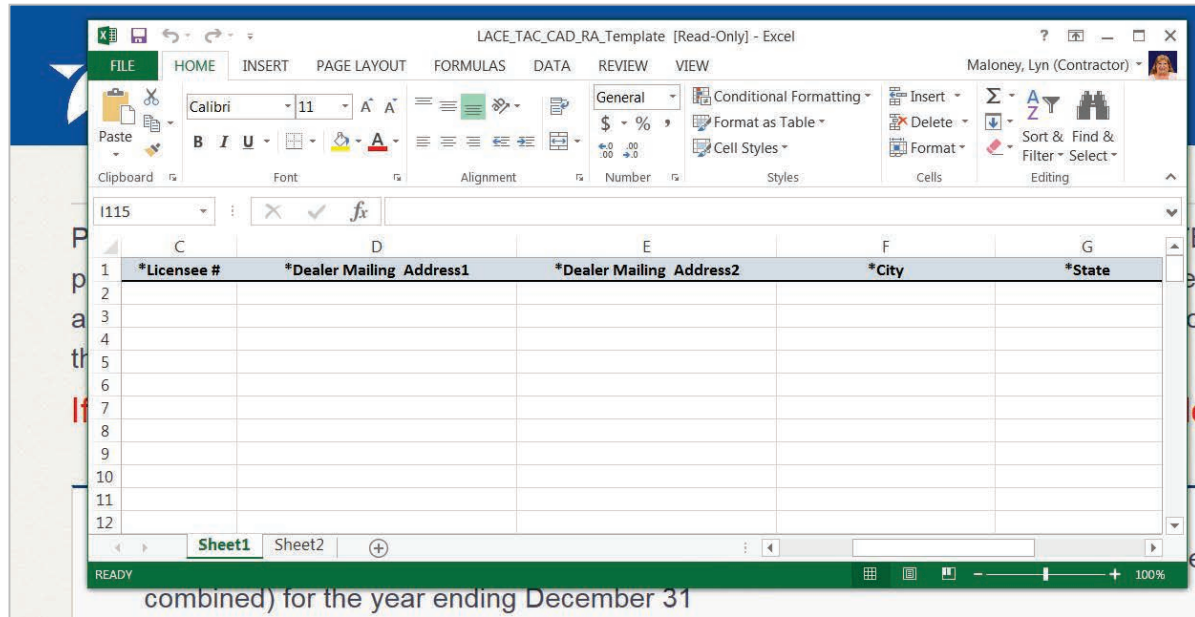 LACE_TAC_CAD_RA_Template [Read-Only] - Excel
FILE HOME INSERT PAGE LAYOUT FORMULAS DATA REVIEW VIEW Maloney, Lyn (Contractor)
Calibri 11 A A General Conditional Formatting Insert Σ A Z
Paste $ % , Format as Table Delete Sort & Find &
B I U A .00 .00 Cell Styles Format Filter Select
Clipboard Font Alignment Number Styles Cells Editing
I115 fx
C D E F G
1 *Licensee # *Dealer Mailing Address1 *Dealer Mailing Address2 *City *State
2
3
4
5
6
7
8
9
10
11
12
Sheet1 Sheet2
READY 100%
combined) for the year ending December 31